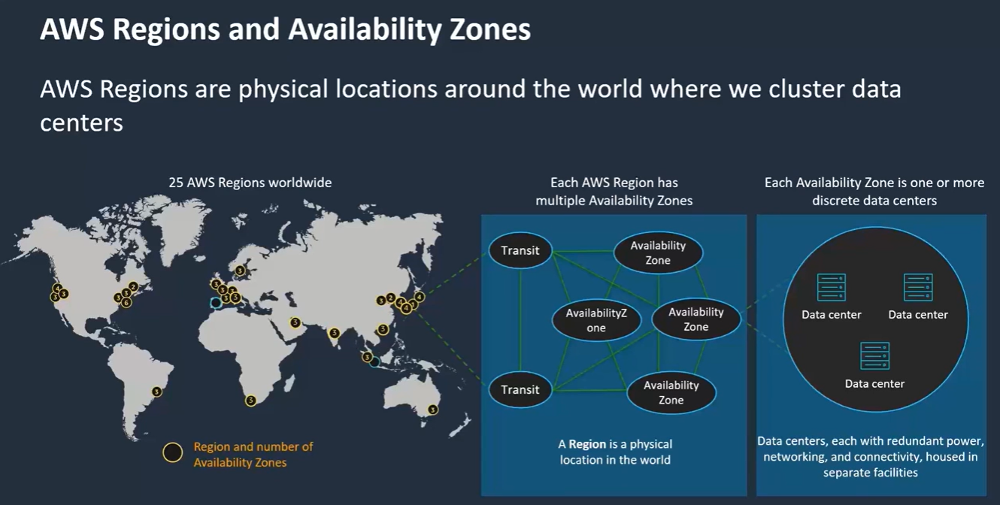 AWS Regions and Availability Zones
AWS Regions are physical locations around the world where we cluster data
centers
25 AWS Regions worldwide
4
3
3
2
3
3
6
3
3
3
3
3
3
3
3
3
2
4
4
4
3
3
3
3
3
Region and number of
Availability Zones
Each AWS Region has
multiple Availability Zones
Transit
Availability
Zone
AvailabilityZ
one
Availability
Zone
Transit
Availability
Zone
A Region is a physical
location in the world
Each Availability Zone is one or more
discrete data centers
Data center
Data center
Data center
Data centers, each with redundant power,
networking, and connectivity, housed in
separate facilities